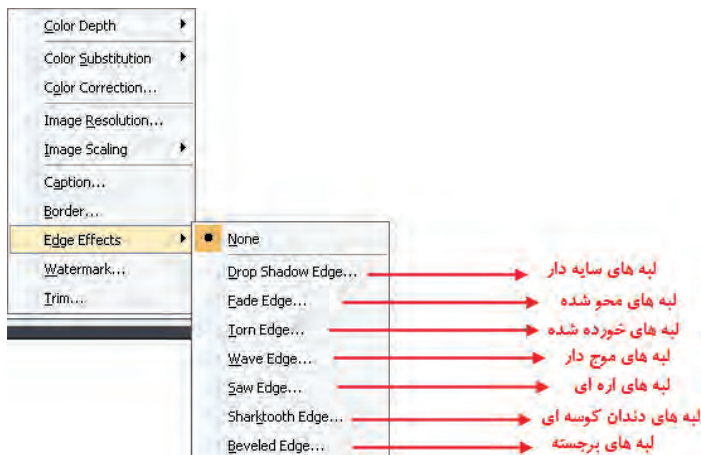 Color Depth
Color Substitution
Color Correction...
Image Resolution...
Image Scaling
Caption...
Border...
Edge Effects
Watermark...
Trim...
None
Drop Shadow Edge... لبه های سایه دار
Fade Edge... لبه های محو شده
Torn Edge... لبه های خورده شده
Wave Edge... لبه های موج دار
Saw Edge... لبه های اره ای
Sharktooth Edge... لبه های دندان کوسه ای
Beveled Edge... لبه های برجسته